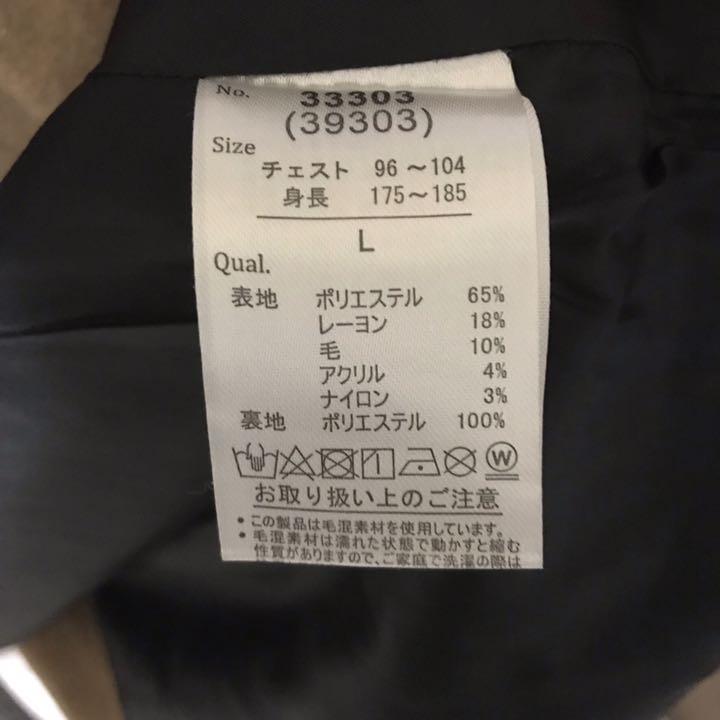 No. 33303
(39303)
Size
チェスト 96～104
身長 175～185
L
Qual.
表地 ポリエステル 65%
レーヨン 18%
毛 10%
アクリル 4%
ナイロン 3%
裏地 ポリエステル 100%
W
お取り扱い上のご注意
・この製品は毛混素材を使用しています。
・毛混素材は濡れた状態で動かすと縮む
性質がありますので、ご家庭で洗濯の際は